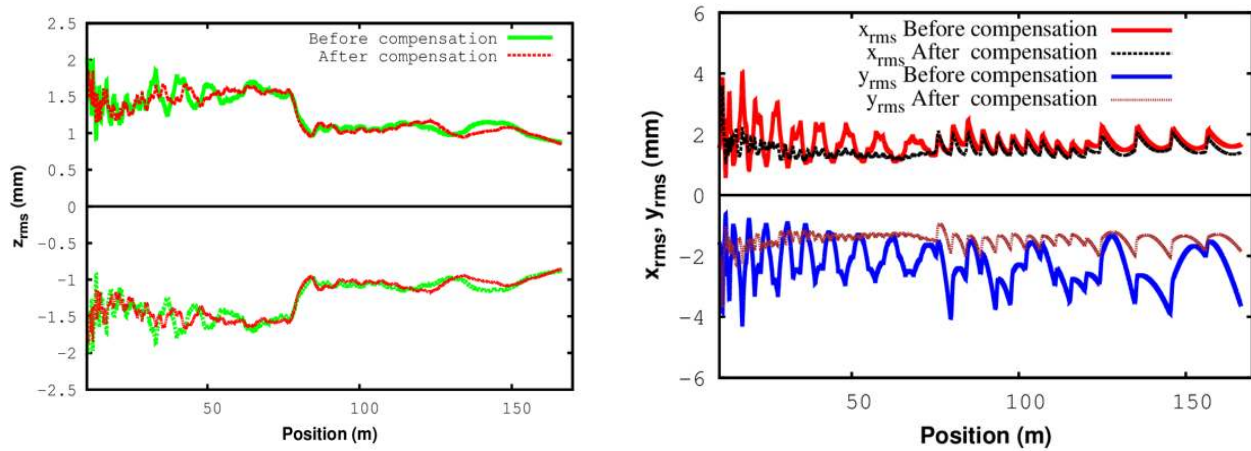 2.5
2
1.5
1
0.5
0
-0.5
-1
-1.5
-2
-2.5
z_rms (mm)
Before compensation
After compensation
50
100
150
Position (m)
6
4
2
0
−2
−4
−6
x_rms, y_rms (mm)
x_rms Before compensation
x_rms After compensation
y_rms Before compensation
y_rms After compensation
50
100
150
Position (m)